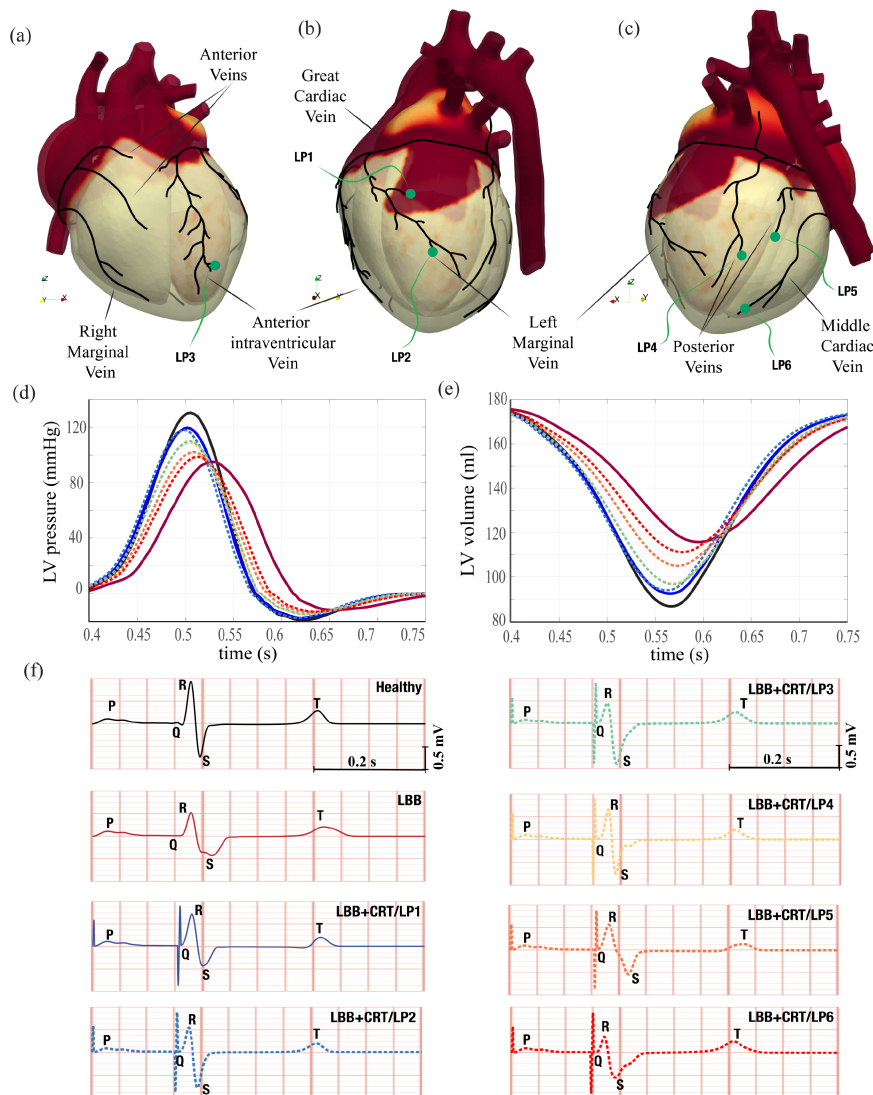 (a)
(b)
(c)
Anterior
Veins
Great
Cardiac
Vein
LP1
Right
Marginal
Vein
LP3
Anterior
intraventricular
Vein
LP2
Left
Marginal
Vein
LP4
Posterior
Veins
LP6
LP5
Middle
Cardiac
Vein
Z
Y
X
Z
X
Y
Z
X
Y
(d)
LV pressure (mmHg)
120
80
40
0
0.4
0.45
0.5
0.55
0.6
0.65
0.7
0.75
time (s)
(e)
LV volume (ml)
180
160
140
120
100
80
0.4
0.45
0.5
0.55
0.6
0.65
0.7
0.75
time (s)
(f)
Healthy
P
R
Q
S
T
0.2 s
0.5 mV
LBB
P
R
Q
S
T
LBB+CRT/LP1
P
R
Q
S
T
LBB+CRT/LP2
P
R
Q
S
T
LBB+CRT/LP3
P
R
Q
S
T
0.2 s
0.5 mV
LBB+CRT/LP4
P
R
Q
S
T
LBB+CRT/LP5
P
R
Q
S
T
LBB+CRT/LP6
P
R
Q
S
T